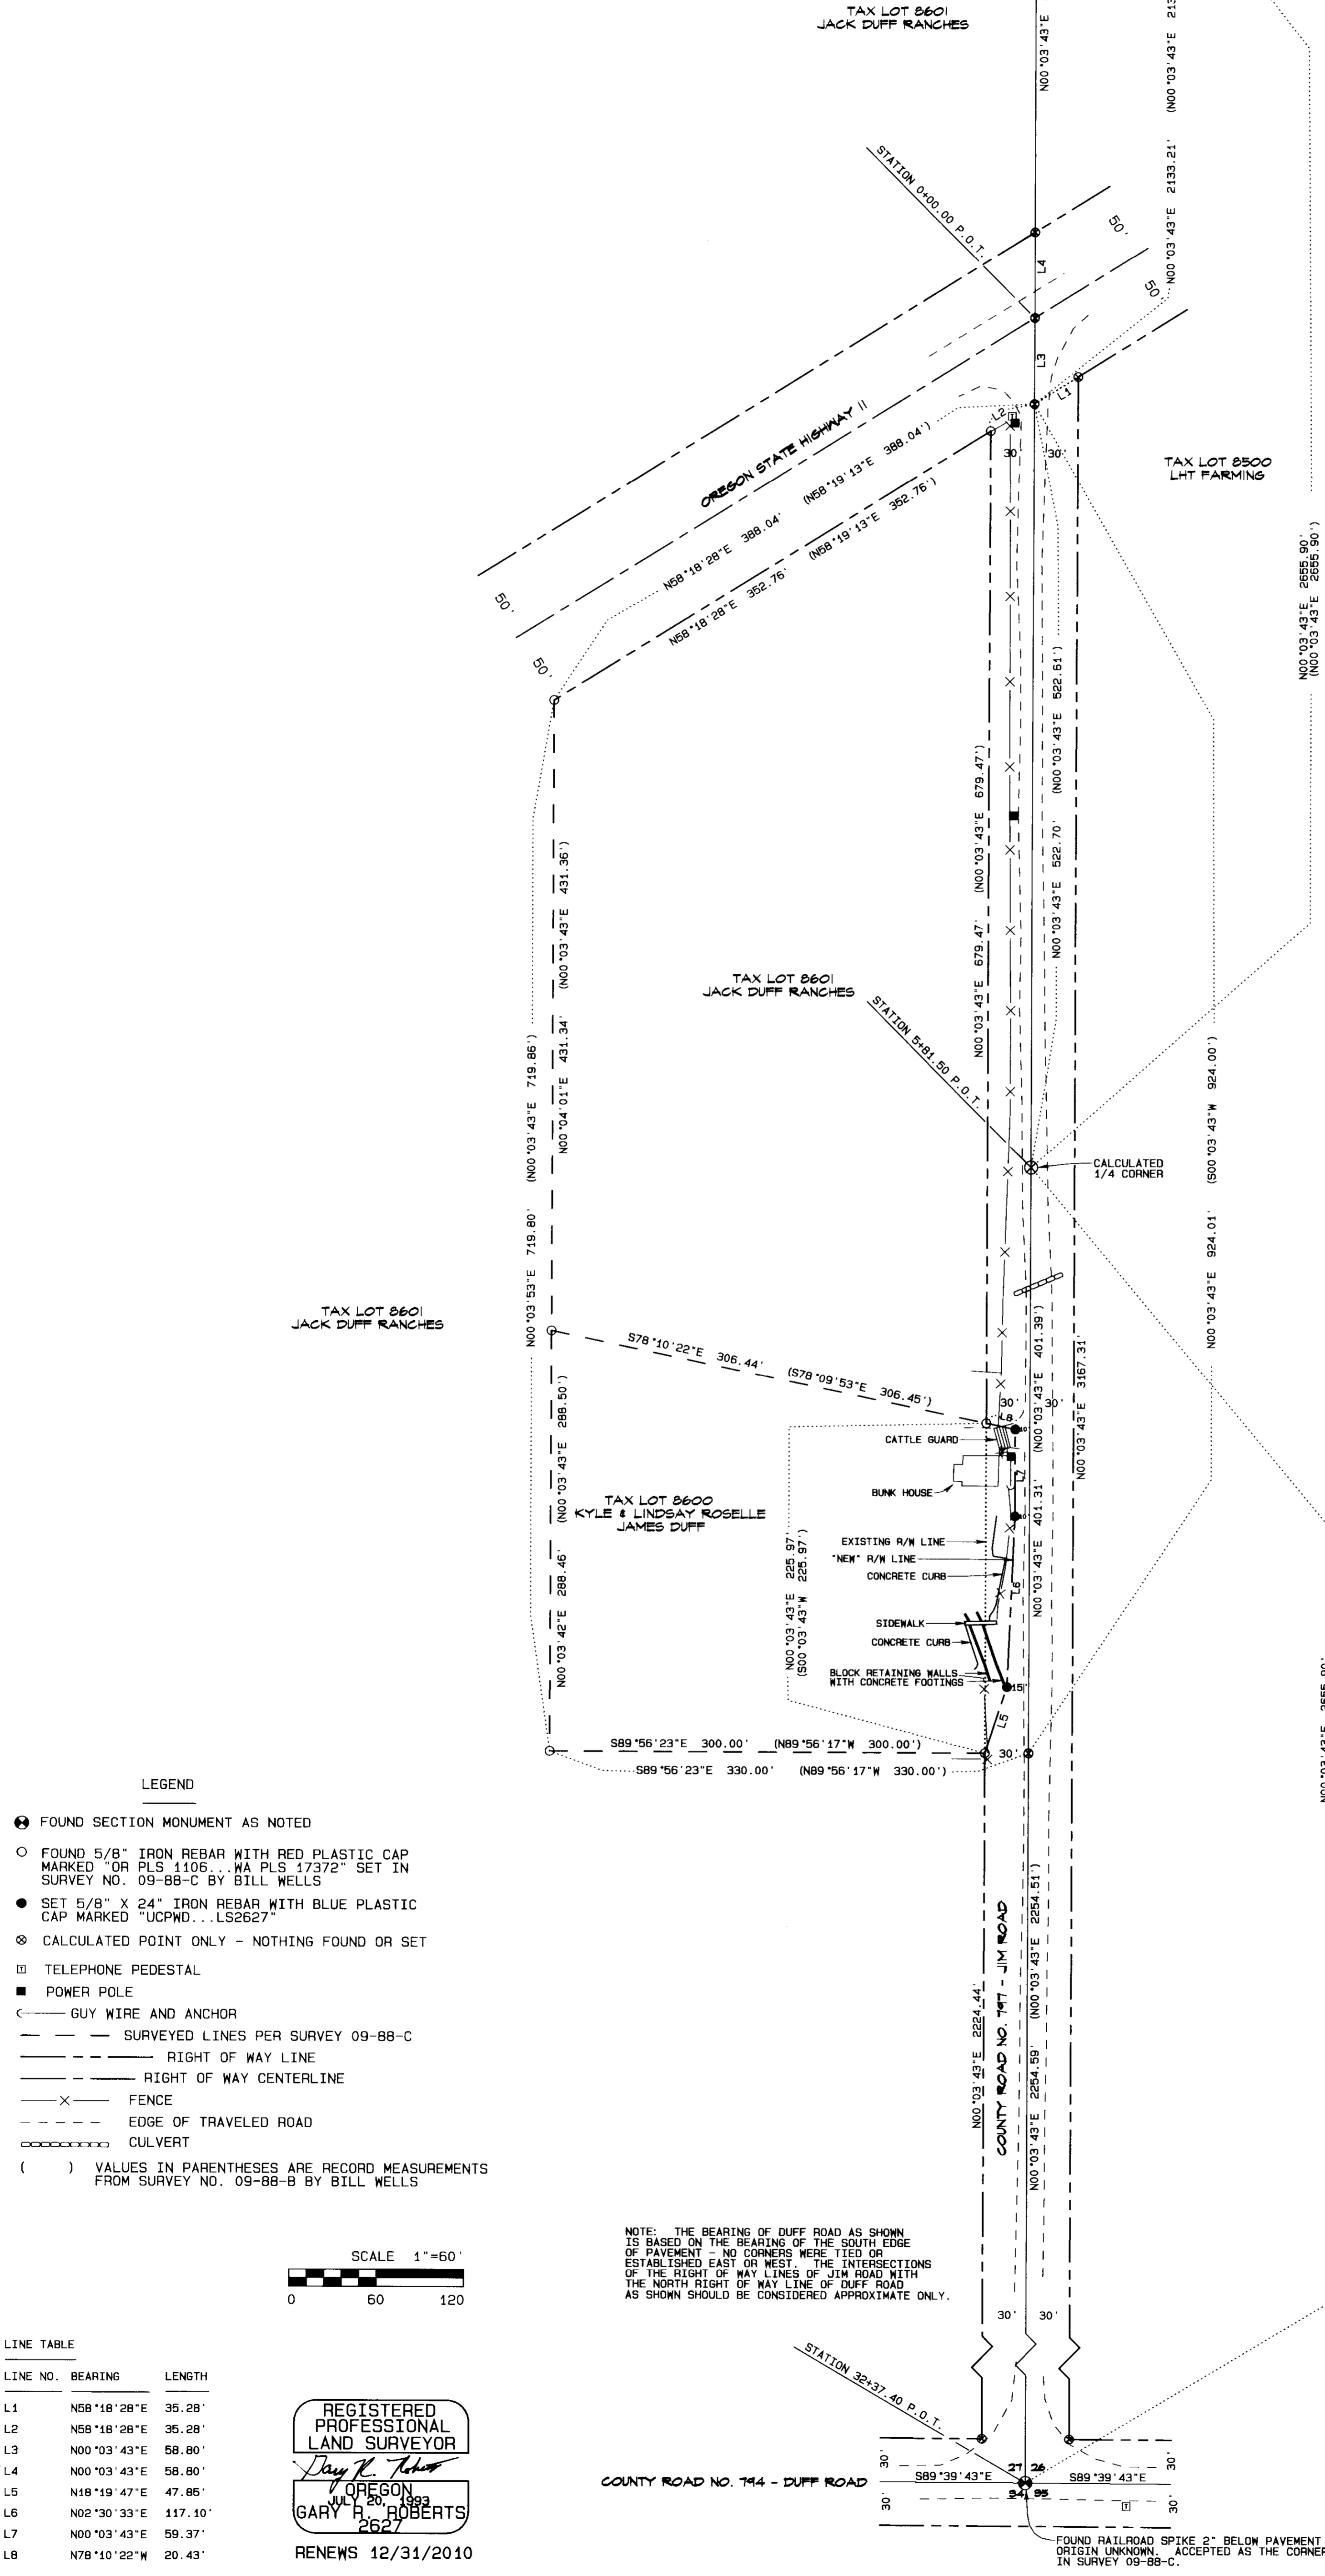 TAX LOT 8601
JACK DUFF RANCHES
N00°03'43"E
N00°03'43"E 2133.21'
STATION 0+00.00 P.O.T.
50'
50'
L4
L3
L1
L2
OREGON STATE HIGHWAY 11
N58°18'28"E 388.04' (N58°19'13"E 388.04')
N58°18'28"E 352.76' (N58°19'13"E 352.76')
50'
50'
30'
30'
TAX LOT 8500
LHT FARMING
N00°03'43"E 2655.90'
(N00°03'43"E 2655.90')
N00°03'43"E 679.47' (N00°03'43"E 679.47')
N00°03'43"E 522.70' (N00°03'43"E 522.61')
N00°04'01"E 431.34' (N00°03'43"E 431.36')
N00°03'53"E 719.80' (N00°03'43"E 719.86')
TAX LOT 8601
JACK DUFF RANCHES
STATION 5+81.50 P.O.T.
CALCULATED
1/4 CORNER
N00°03'43"E 924.01' (S00°03'43"W 924.00')
TAX LOT 8601
JACK DUFF RANCHES
S78°10'22"E 306.44' (S78°09'53"E 306.45')
N00°03'43"E 401.31' (N00°03'43"E 401.39')
N00°03'43"E 3167.31'
30'
30'
L8
CATTLE GUARD
BUNK HOUSE
L7
TAX LOT 8600
KYLE & LINDSAY ROSELLE
JAMES DUFF
N00°03'42"E 288.46' (N00°03'43"E 288.50')
N00°03'43"E 225.97'
(S00°03'43"W 225.97')
EXISTING R/W LINE
"NEW" R/W LINE
CONCRETE CURB
L6
SIDEWALK
CONCRETE CURB
BLOCK RETAINING WALLS
WITH CONCRETE FOOTINGS
15'
L5
30'
S89°56'23"E 300.00' (N89°56'17"W 300.00')
S89°56'23"E 330.00' (N89°56'17"W 330.00')
LEGEND
FOUND SECTION MONUMENT AS NOTED
FOUND 5/8" IRON REBAR WITH RED PLASTIC CAP
MARKED "OR PLS 1106...WA PLS 17372" SET IN
SURVEY NO. 09-88-C BY BILL WELLS
SET 5/8" X 24" IRON REBAR WITH BLUE PLASTIC
CAP MARKED "UCPWD...LS2627"
CALCULATED POINT ONLY - NOTHING FOUND OR SET
T TELEPHONE PEDESTAL
POWER POLE
GUY WIRE AND ANCHOR
SURVEYED LINES PER SURVEY 09-88-C
RIGHT OF WAY LINE
RIGHT OF WAY CENTERLINE
FENCE
EDGE OF TRAVELED ROAD
CULVERT
( ) VALUES IN PARENTHESES ARE RECORD MEASUREMENTS
FROM SURVEY NO. 09-88-B BY BILL WELLS
N00°03'43"E 2224.44'
COUNTY ROAD NO. 797 - JIM ROAD
N00°03'43"E 2254.59' (N00°03'43"E 2254.51')
SCALE 1"=60'
0 60 120
NOTE: THE BEARING OF DUFF ROAD AS SHOWN
IS BASED ON THE BEARING OF THE SOUTH EDGE
OF PAVEMENT - NO CORNERS WERE TIED OR
ESTABLISHED EAST OR WEST. THE INTERSECTIONS
OF THE RIGHT OF WAY LINES OF JIM ROAD WITH
THE NORTH RIGHT OF WAY LINE OF DUFF ROAD
AS SHOWN SHOULD BE CONSIDERED APPROXIMATE ONLY.
30'
30'
LINE TABLE
LINE NO. BEARING LENGTH
L1 N58°18'28"E 35.28'
L2 N58°18'28"E 35.28'
L3 N00°03'43"E 58.80'
L4 N00°03'43"E 58.80'
L5 N18°19'47"E 47.85'
L6 N02°30'33"E 117.10'
L7 N00°03'43"E 59.37'
L8 N78°10'22"W 20.43'
REGISTERED
PROFESSIONAL
LAND SURVEYOR
Gary R. Roberts
OREGON
JULY 20, 1993
GARY R. ROBERTS
2627
RENEWS 12/31/2010
STATION 32+37.40 P.O.T.
COUNTY ROAD NO. 794 - DUFF ROAD
30'
30'
S89°39'43"E
27 26
34 35
S89°39'43"E
30'
30'
T
FOUND RAILROAD SPIKE 2" BELOW PAVEMENT
ORIGIN UNKNOWN. ACCEPTED AS THE CORNER
IN SURVEY 09-88-C.